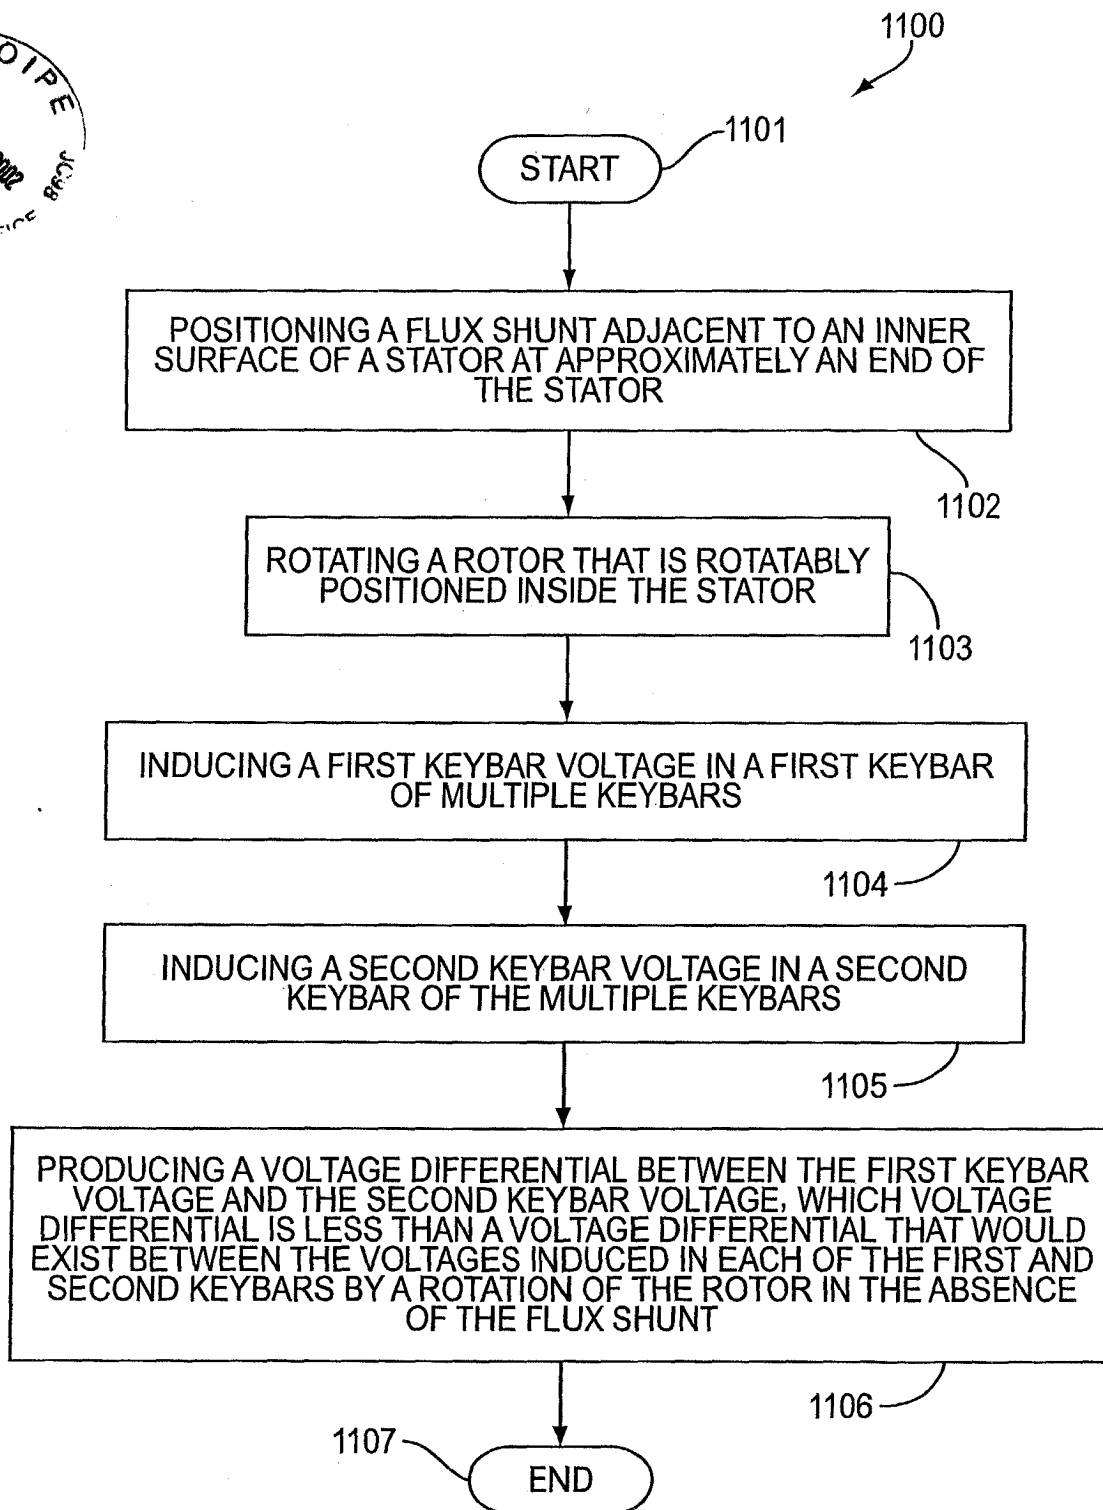 OIPE
JC98
1100
1101
START
POSITIONING A FLUX SHUNT ADJACENT TO AN INNER
SURFACE OF A STATOR AT APPROXIMATELY AN END OF
THE STATOR
1102
ROTATING A ROTOR THAT IS ROTATABLY
POSITIONED INSIDE THE STATOR
1103
INDUCING A FIRST KEYBAR VOLTAGE IN A FIRST KEYBAR
OF MULTIPLE KEYBARS
1104
INDUCING A SECOND KEYBAR VOLTAGE IN A SECOND
KEYBAR OF THE MULTIPLE KEYBARS
1105
PRODUCING A VOLTAGE DIFFERENTIAL BETWEEN THE FIRST KEYBAR
VOLTAGE AND THE SECOND KEYBAR VOLTAGE, WHICH VOLTAGE
DIFFERENTIAL IS LESS THAN A VOLTAGE DIFFERENTIAL THAT WOULD
EXIST BETWEEN THE VOLTAGES INDUCED IN EACH OF THE FIRST AND
SECOND KEYBARS BY A ROTATION OF THE ROTOR IN THE ABSENCE
OF THE FLUX SHUNT
1106
1107
END